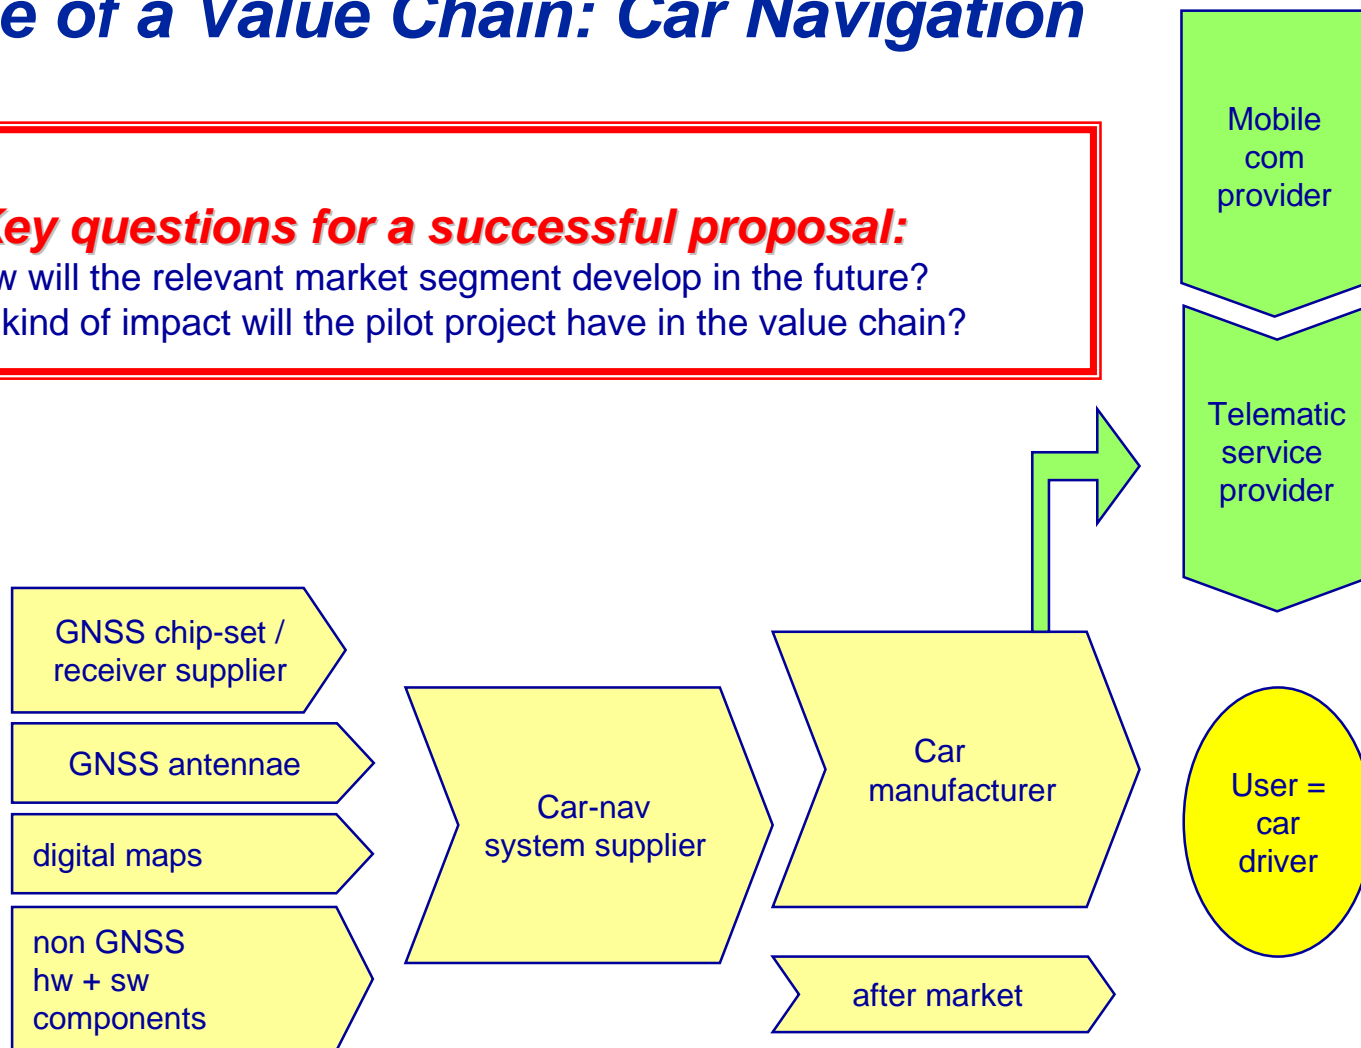 e of a Value Chain: Car Navigation
Key questions for a successful proposal:
w will the relevant market segment develop in the future?
kind of impact will the pilot project have in the value chain?
Mobile
com
provider
Telematic
service
provider
GNSS chip-set /
receiver supplier
GNSS antennae
digital maps
non GNSS
hw + sw
components
Car-nav
system supplier
Car
manufacturer
after market
User =
car
driver